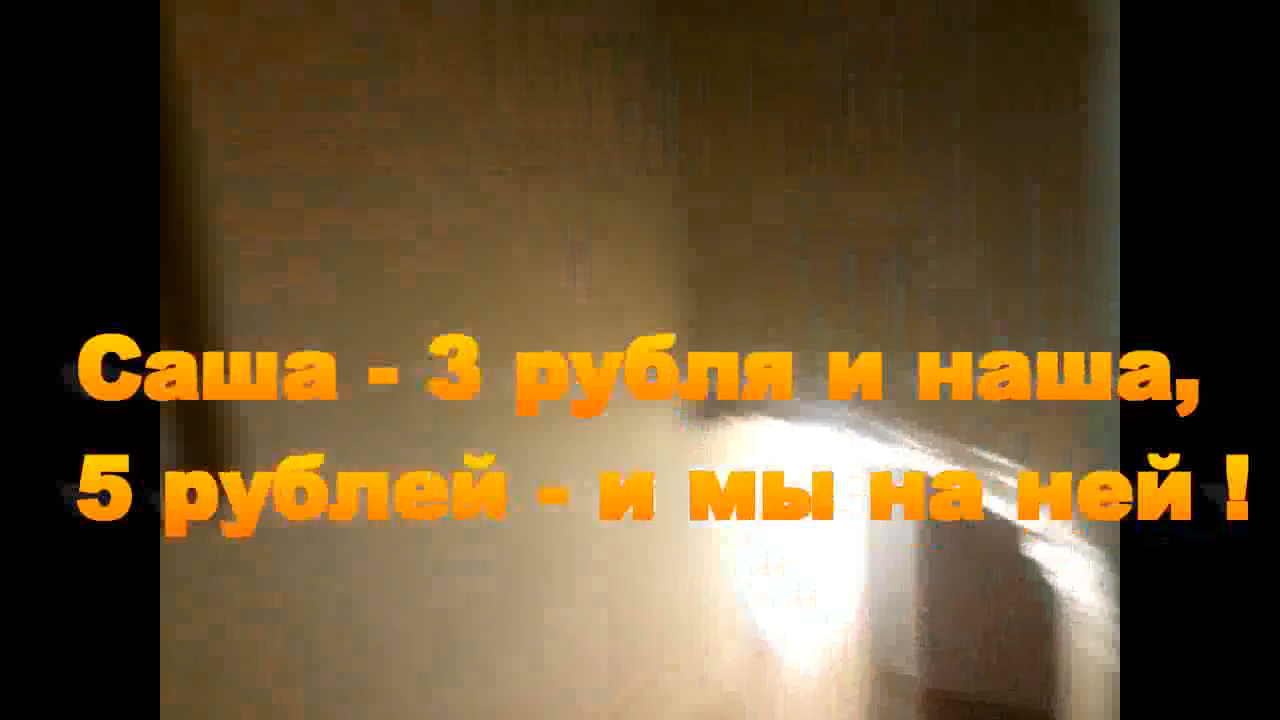 Саша - 3 рубля и наша,
5 рублей - и мы на ней !